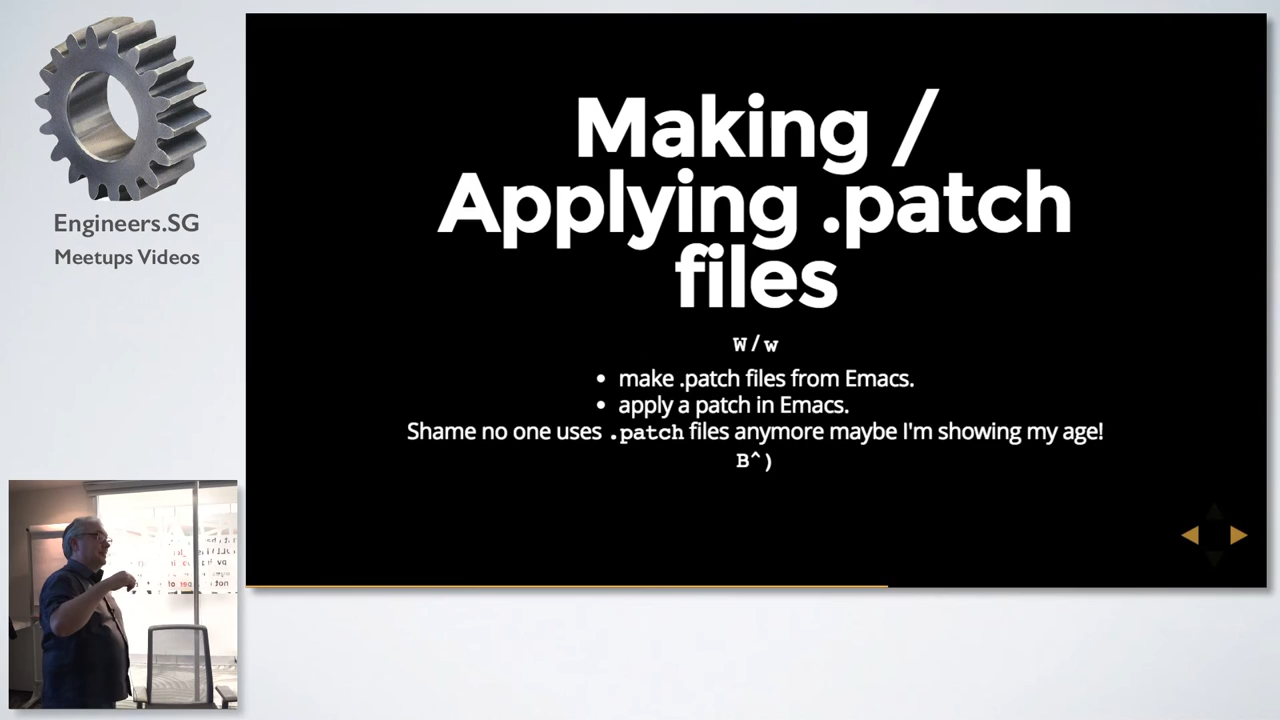 Engineers.SG
Meetups Videos
Making /
Applying .patch
files
W/w
• make .patch files from Emacs.
• apply a patch in Emacs.
Shame no one uses .patch files anymore maybe I'm showing my age!
B^)